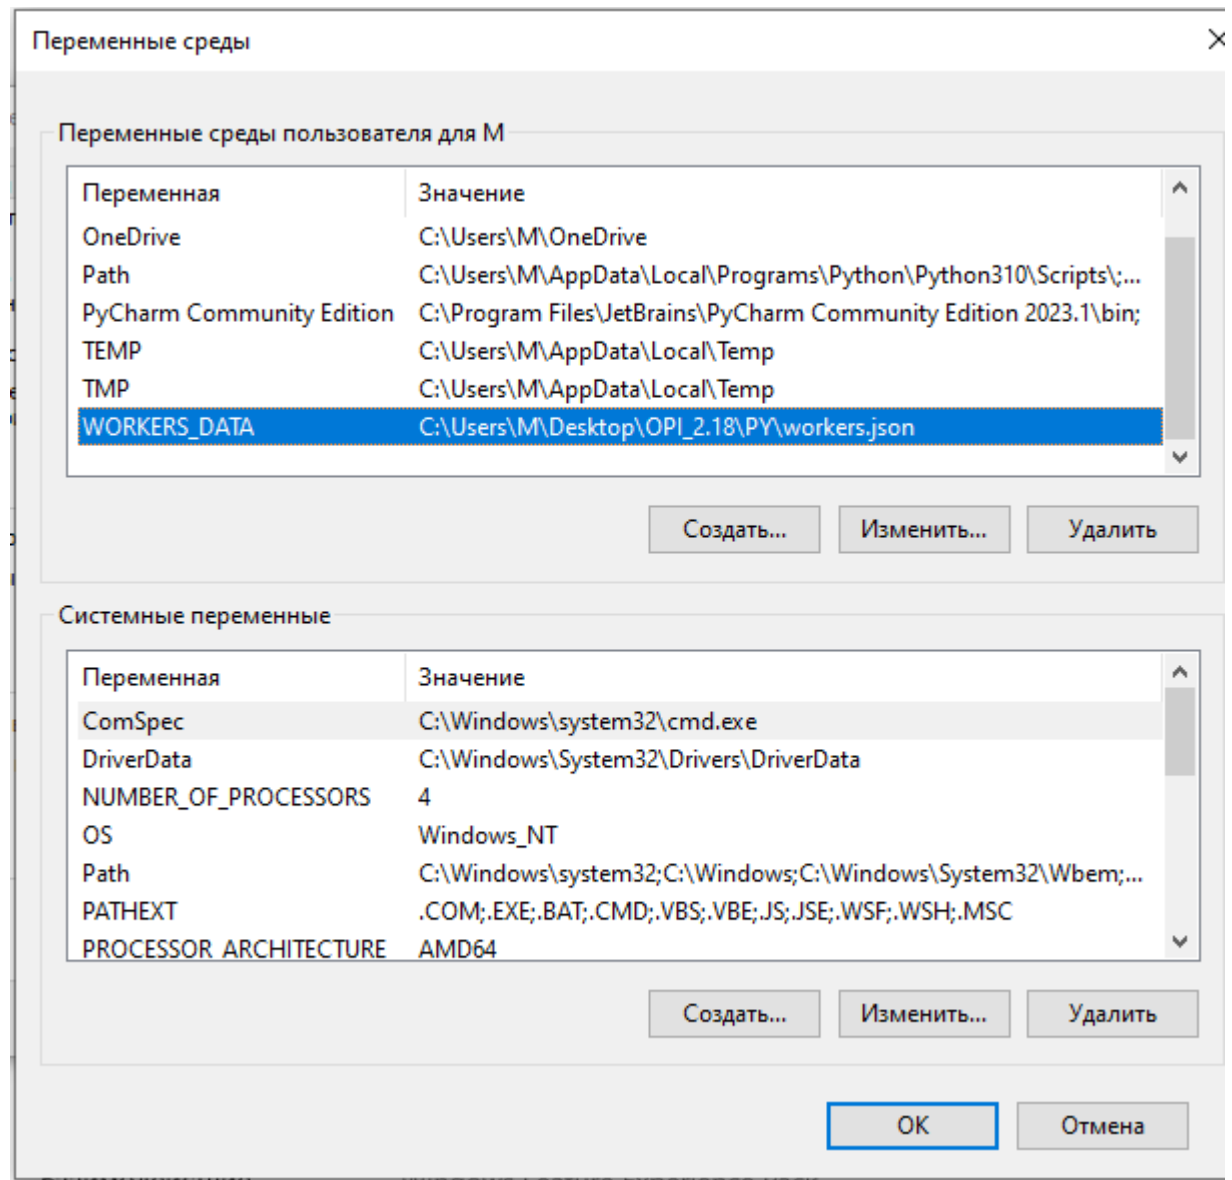 Переменные среды
Переменные среды пользователя для M
Переменная Значение
OneDrive C:\Users\M\OneDrive
Path C:\Users\M\AppData\Local\Programs\Python\Python310\Scripts\;...
PyCharm Community Edition C:\Program Files\JetBrains\PyCharm Community Edition 2023.1\bin;
TEMP C:\Users\M\AppData\Local\Temp
TMP C:\Users\M\AppData\Local\Temp
WORKERS_DATA C:\Users\M\Desktop\OPI_2.18\PY\workers.json
Создать... Изменить... Удалить
Системные переменные
Переменная Значение
ComSpec C:\Windows\system32\cmd.exe
DriverData C:\Windows\System32\Drivers\DriverData
NUMBER_OF_PROCESSORS 4
OS Windows_NT
Path C:\Windows\system32;C:\Windows;C:\Windows\System32\Wbem;...
PATHEXT .COM;.EXE;.BAT;.CMD;.VBS;.VBE;.JS;.JSE;.WSF;.WSH;.MSC
PROCESSOR_ARCHITECTURE AMD64
Создать... Изменить... Удалить
ОК Отмена